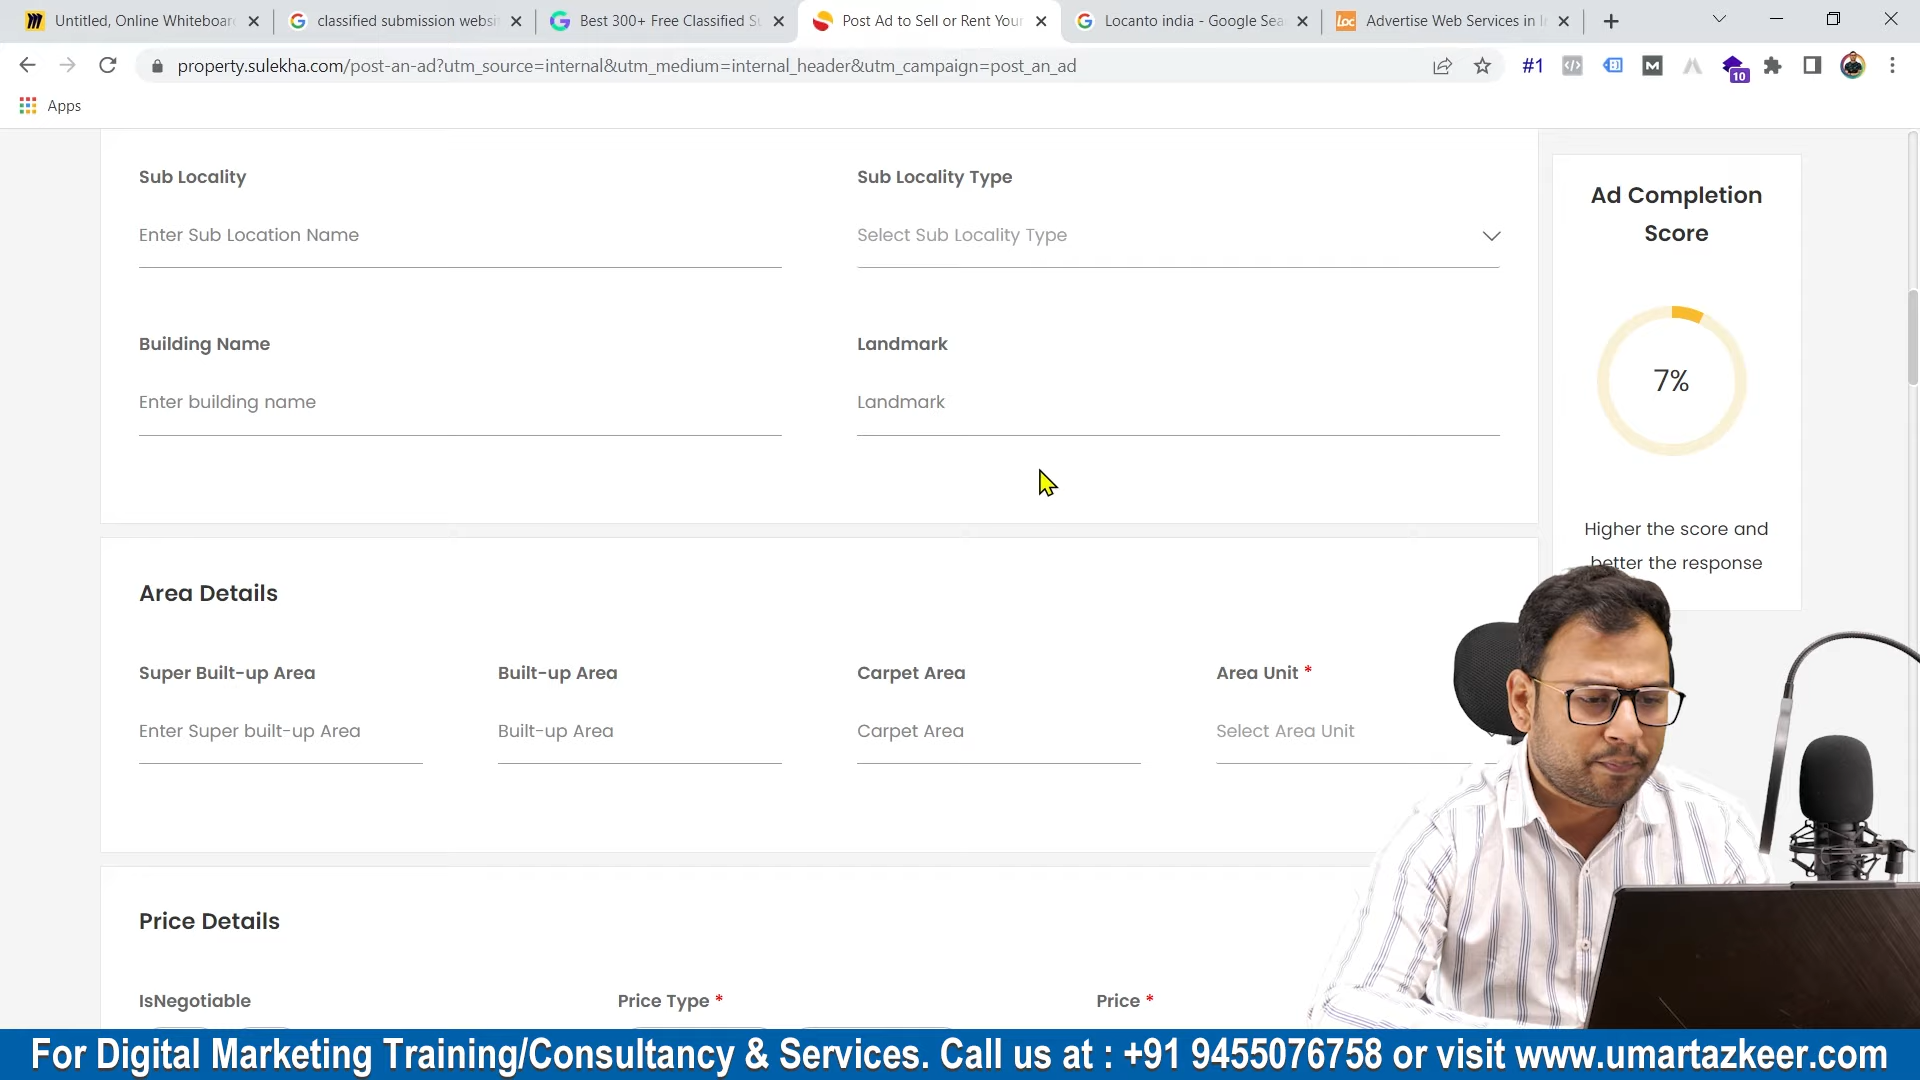 Untitled, Online Whiteboar
classified submission websi
Best 300+ Free Classified S
Post Ad to Sell or Rent Your
Locanto india - Google Sea
loc
Advertise Web Services in I
property.sulekha.com/post-an-ad?utm_source=internal&utm_medium=internal_header&utm_campaign=post_an_ad
#1
10
Apps
Sub Locality
Sub Locality Type
Enter Sub Location Name
Select Sub Locality Type
Building Name
Landmark
Enter building name
Landmark
Ad Completion
Score
7%
Higher the score and
better the response
Area Details
Super Built-up Area
Built-up Area
Carpet Area
Area Unit *
Enter Super built-up Area
Built-up Area
Carpet Area
Select Area Unit
Price Details
IsNegotiable
Price Type *
Price *
For Digital Marketing Training/Consultancy & Services. Call us at : +91 9455076758 or visit www.umartazkeer.com